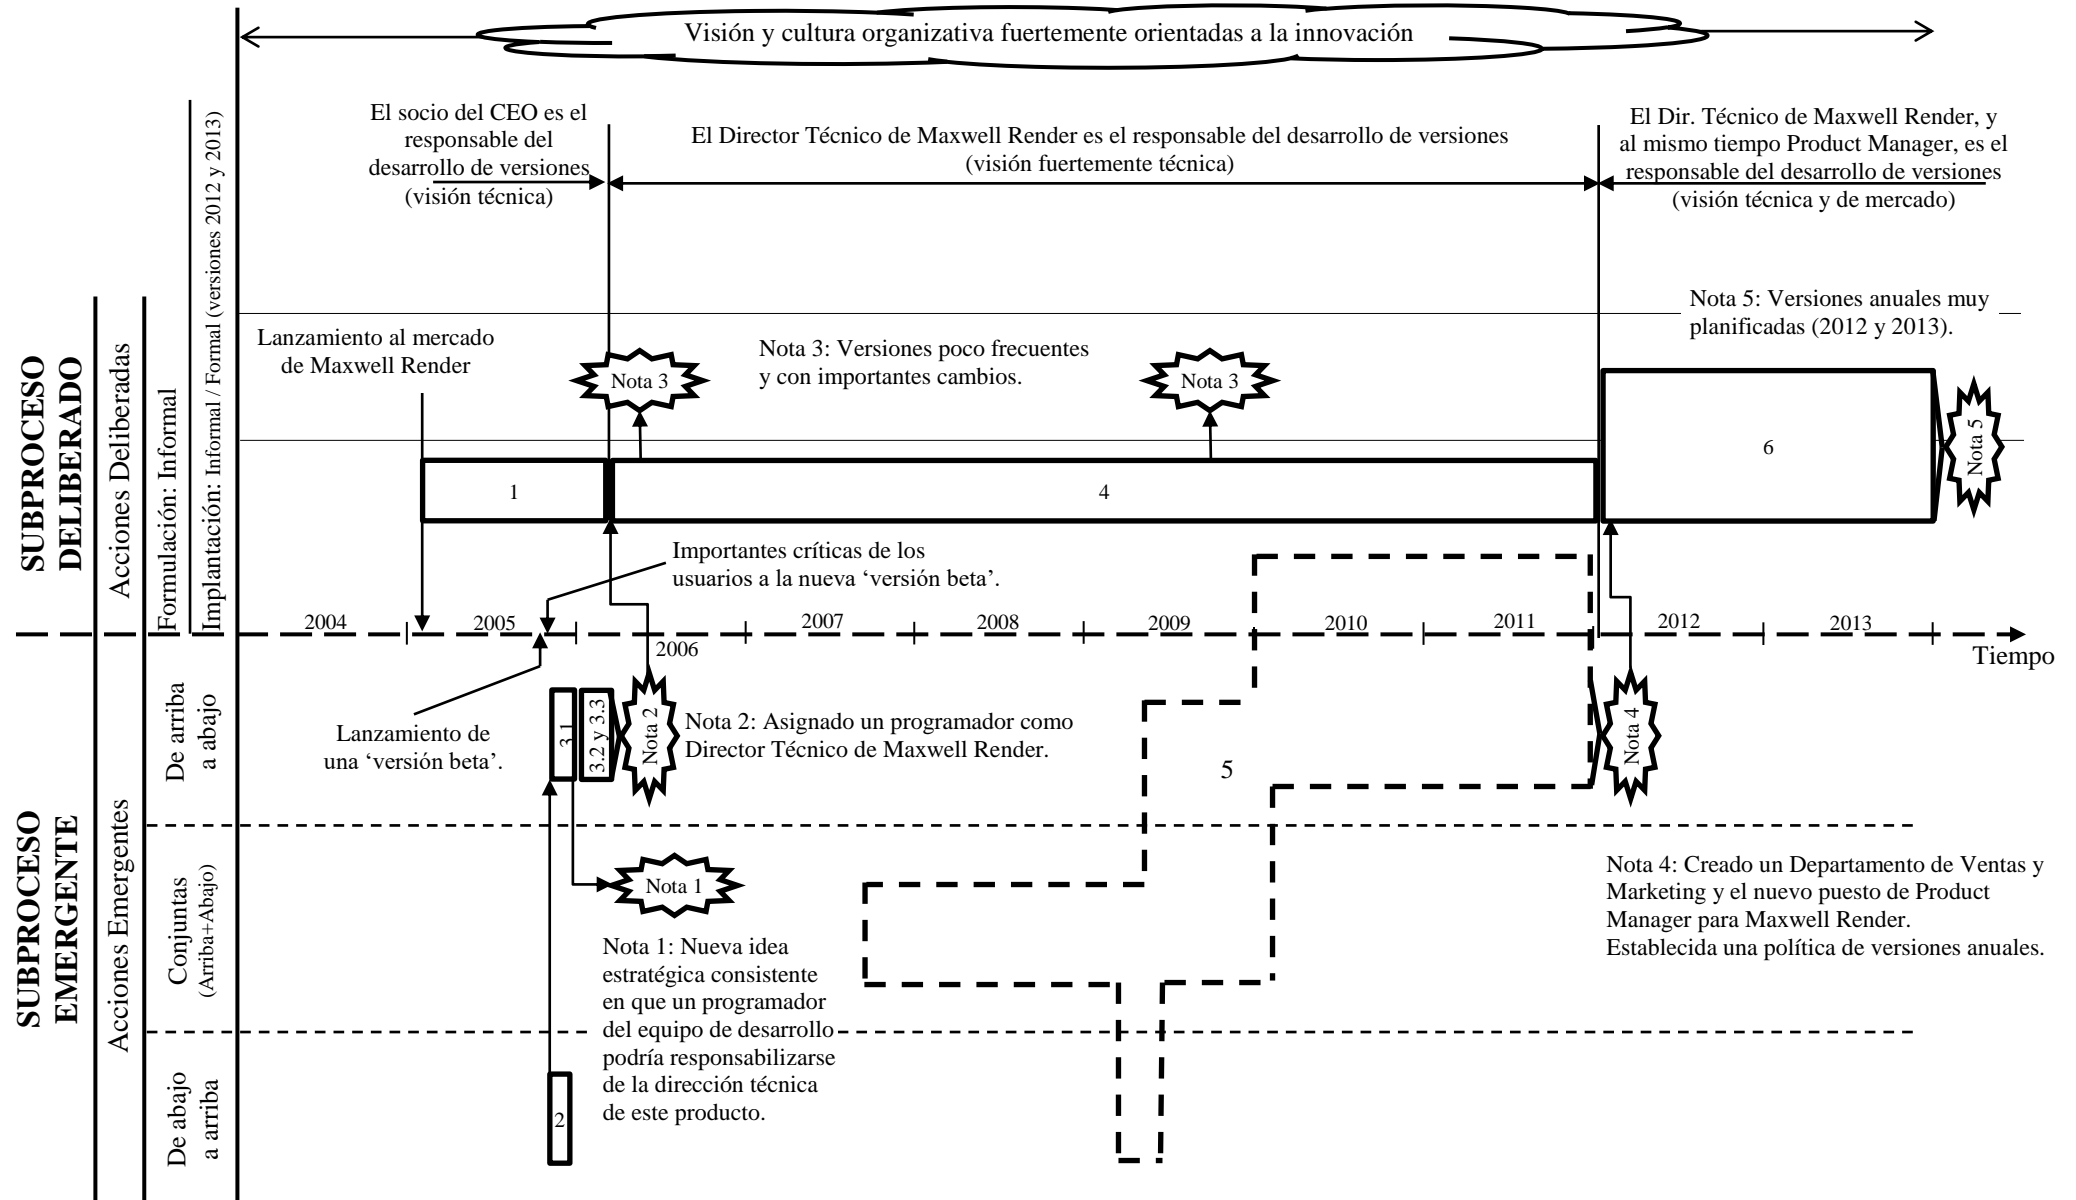 Visión y cultura organizativa fuertemente orientadas a la innovación
El socio del CEO es el
responsable del
desarrollo de versiones
(visión técnica)
El Director Técnico de Maxwell Render es el responsable del desarrollo de versiones
(visión fuertemente técnica)
El Dir. Técnico de Maxwell Render, y
al mismo tiempo Product Manager, es el
responsable del desarrollo de versiones
(visión técnica y de mercado)
SUBPROCESO
DELIBERADO
Acciones Deliberadas
Formulación: Informal
Implantación: Informal / Formal (versiones 2012 y 2013)
Lanzamiento al mercado
de Maxwell Render
Nota 3
Nota 3: Versiones poco frecuentes
y con importantes cambios.
Nota 3
Nota 5: Versiones anuales muy
planificadas (2012 y 2013).
1
4
6
Nota 5
Importantes críticas de los
usuarios a la nueva ‘versión beta’.
2004
2005
2006
2007
2008
2009
2010
2011
2012
2013
Tiempo
SUBPROCESO
EMERGENTE
Acciones Emergentes
De arriba
a abajo
Lanzamiento de
una ‘versión beta’.
3.1
3.2 y 3.3
Nota 2
Nota 2: Asignado un programador como
Director Técnico de Maxwell Render.
5
Nota 4
Conjuntas
(Arriba+Abajo)
Nota 1
Nota 1: Nueva idea
estratégica consistente
en que un programador
del equipo de desarrollo
podría responsabilizarse
de la dirección técnica
de este producto.
Nota 4: Creado un Departamento de Ventas y
Marketing y el nuevo puesto de Product
Manager para Maxwell Render.
Establecida una política de versiones anuales.
De abajo
a arriba
2